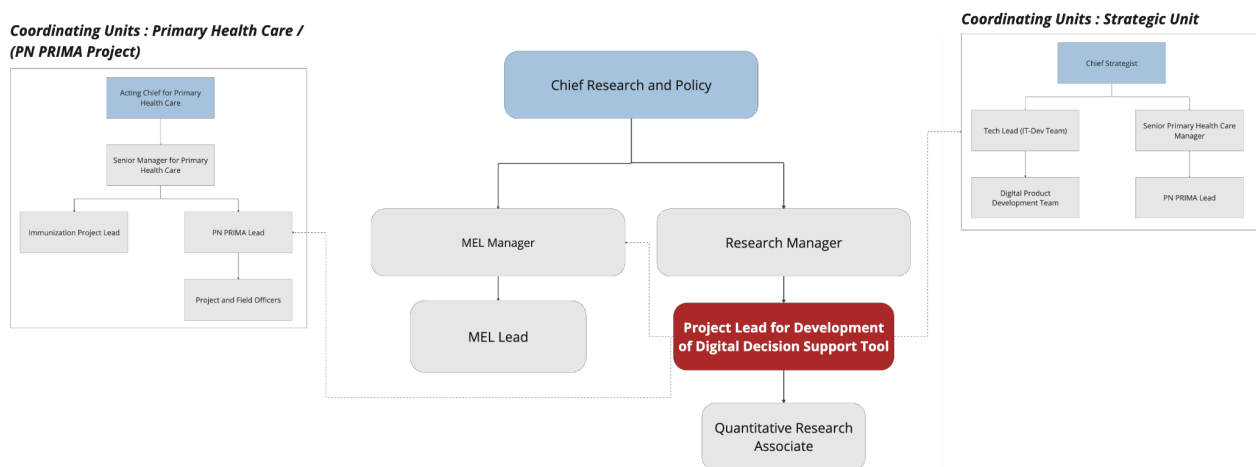 Coordinating Units : Primary Health Care /
(PN PRIMA Project)
Acting Chief for Primary
Health Care
Senior Manager for Primary
Health Care
Immunization Project Lead
PN PRIMA Lead
Project and Field Officers
Chief Research and Policy
MEL Manager
Research Manager
MEL Lead
Project Lead for Development
of Digital Decision Support Tool
Quantitative Research
Associate
Coordinating Units : Strategic Unit
Chief Strategist
Tech Lead (IT-Dev Team)
Senior Primary Health Care
Manager
Digital Product
Development Team
PN PRIMA Lead